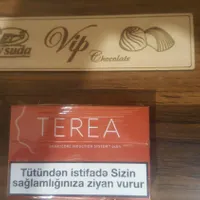 suda
Vip
Chocolate
TEREA
Tütündən istifadə Sizin
sağlamlığınıza ziyan vurur